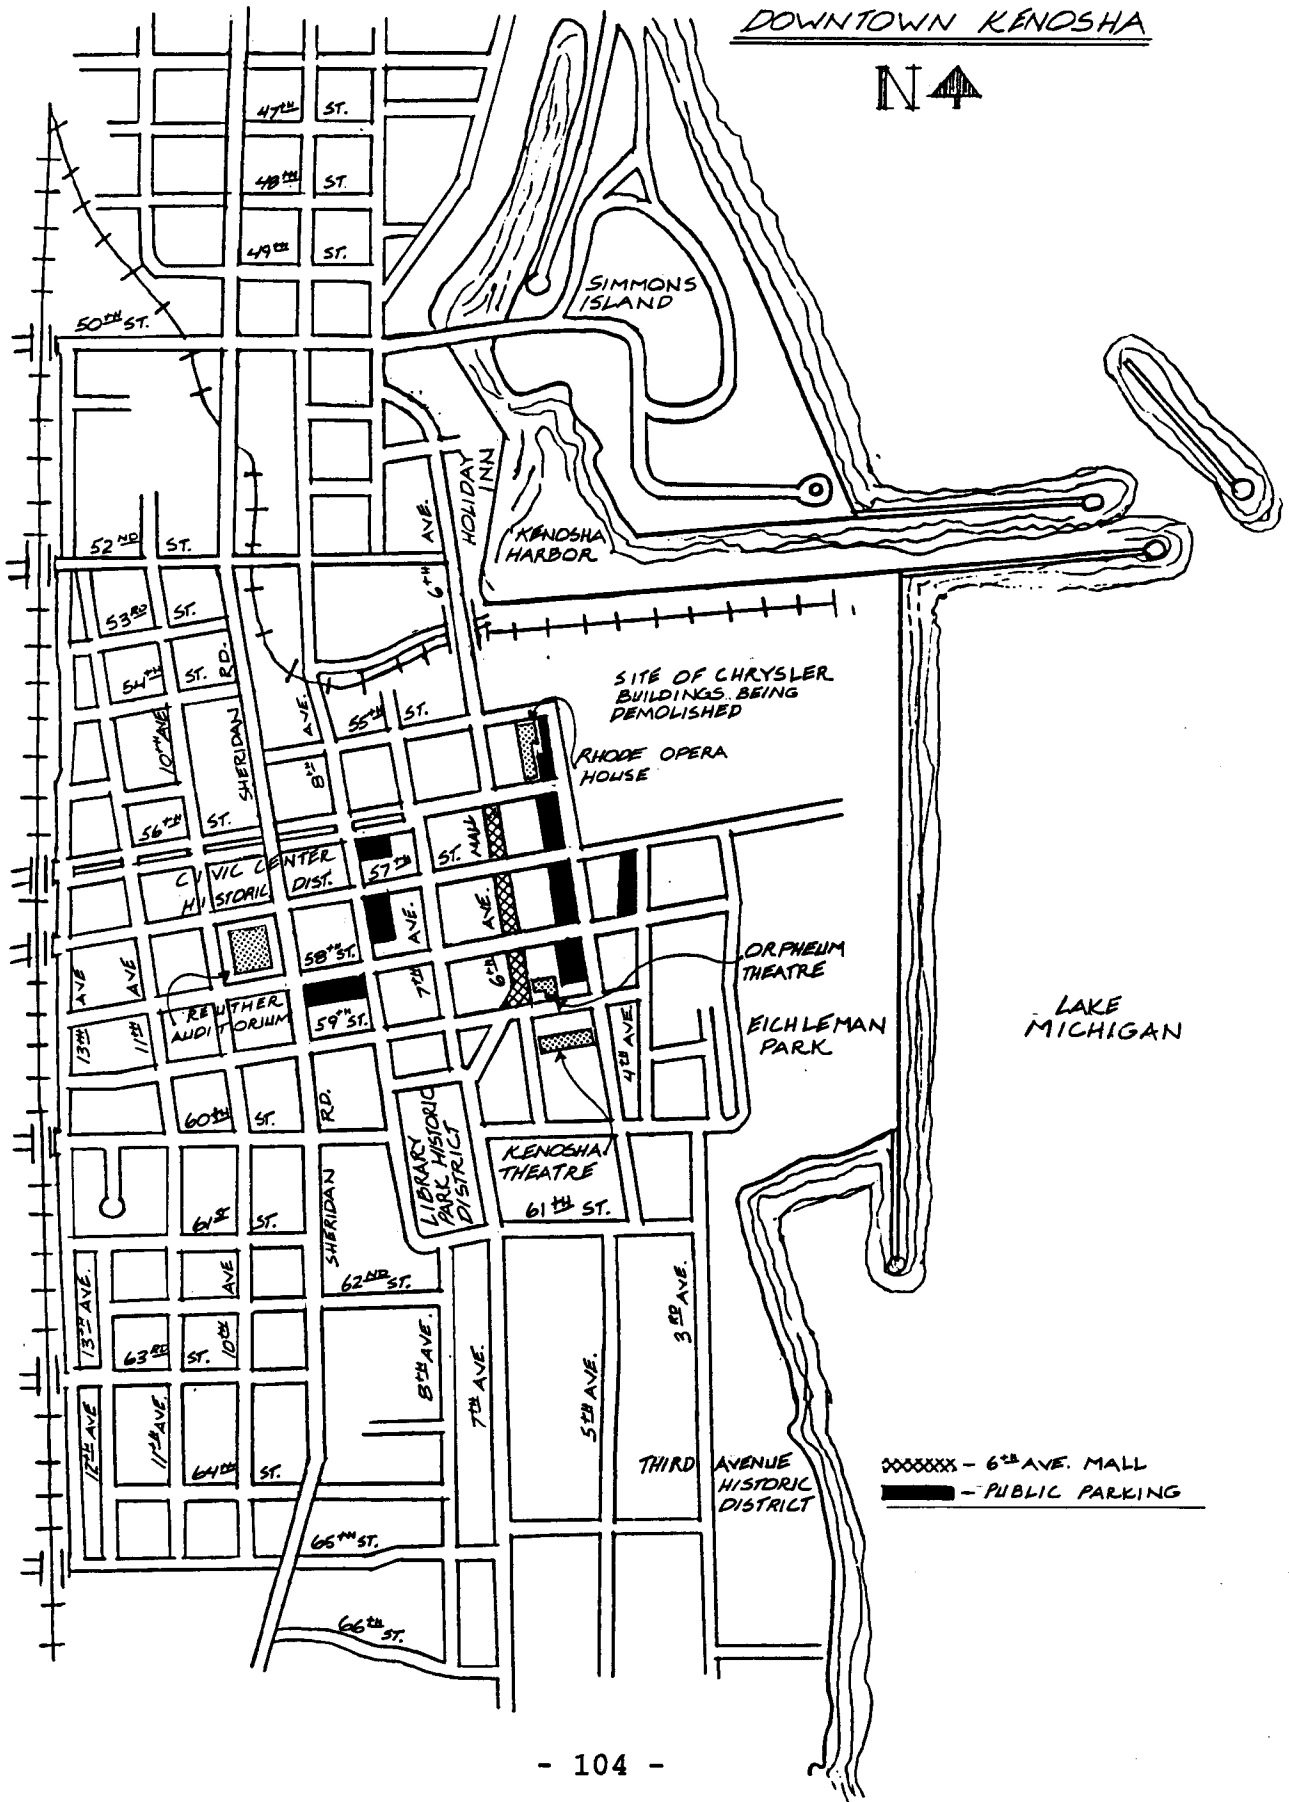 DOWNTOWN KENOSHA
N
47TH ST.
48TH ST.
49TH ST.
SIMMONS
ISLAND
50TH ST.
HOLIDAY
INN
6TH AVE.
KENOSHA
HARBOR
52ND ST.
53RD ST.
54TH ST.
SHERIDAN RD.
10TH AVE.
8TH AVE.
55TH ST.
SITE OF CHRYSLER
BUILDINGS BEING
DEMOLISHED
RHODE OPERA
HOUSE
56TH ST.
CIVIC CENTER
HISTORIC DIST.
57TH ST.
6TH AVE. MALL
7TH AVE.
58TH ST.
ORPHEUM
THEATRE
13TH AVE
11TH AVE
REUTHER
AUDITORIUM
59TH ST.
4TH AVE.
EICHLEMAN
PARK
LAKE
MICHIGAN
60TH ST.
SHERIDAN RD.
LIBRARY
PARK HISTORIC
DISTRICT
KENOSHA
THEATRE
61ST ST.
61TH ST.
62ND ST.
13TH AVE.
10TH AVE
63RD ST.
8TH AVE.
7TH AVE.
5TH AVE.
3RD AVE.
12TH AVE
11TH AVE.
64TH ST.
THIRD AVENUE
HISTORIC
DISTRICT
- 6TH AVE. MALL
- PUBLIC PARKING
65TH ST.
66TH ST.
- 104 -